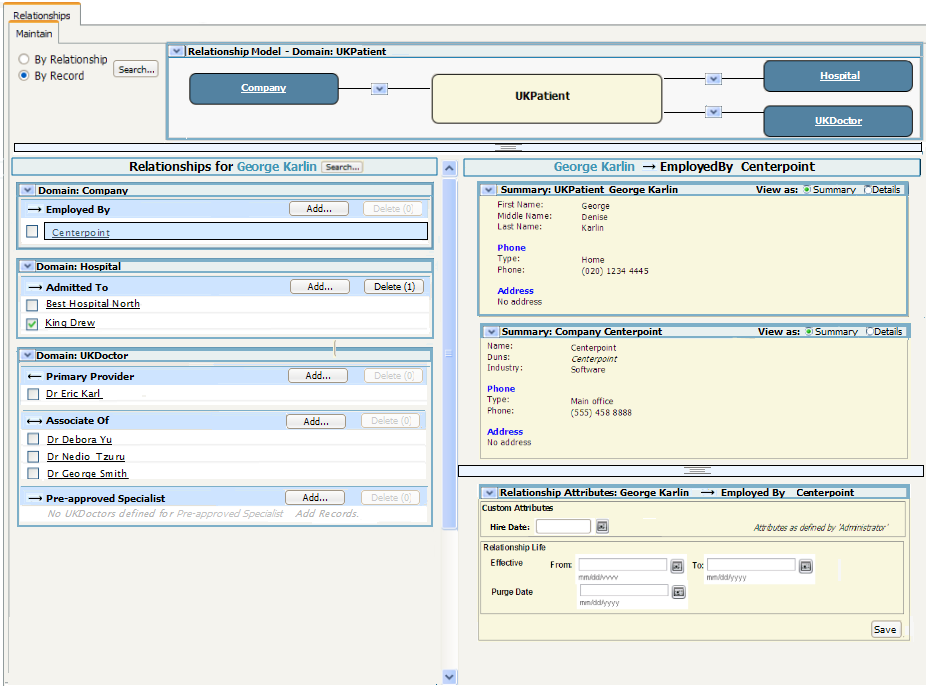 Relationships
Maintain
By Relationship
By Record
Search...
Relationship Model - Domain: UKPatient
Company
UKPatient
Hospital
UKDoctor
Relationships for George Karlin Search...
Domain: Company
→ Employed By Add... Delete (0)
Centerpoint
Domain: Hospital
→ Admitted To Add... Delete (1)
Best Hospital North
King Drew
Domain: UKDoctor
← Primary Provider Add... Delete (0)
Dr Eric Karl
↔ Associate Of Add... Delete (0)
Dr Debora Yu
Dr Nedio Tzuru
Dr George Smith
→ Pre-approved Specialist Add... Delete (0)
No UKDoctors defined for Pre-approved Specialist Add Records.
George Karlin → EmployedBy Centerpoint
Summary: UKPatient George Karlin View as: Summary Details
First Name: George
Middle Name: Denise
Last Name: Karlin
Phone
Type: Home
Phone: (020) 1234 4445
Address
No address
Summary: Company Centerpoint View as: Summary Details
Name: Centerpoint
Duns: Centerpoint
Industry: Software
Phone
Type: Main office
Phone: (555) 458 8888
Address
No address
Relationship Attributes: George Karlin → Employed By Centerpoint
Custom Attributes
Hire Date: Attributes as defined by 'Administrator'
Relationship Life
Effective From: To:
mm/dd/yyyy mm/dd/yyyy
Purge Date
mm/dd/yyyy
Save